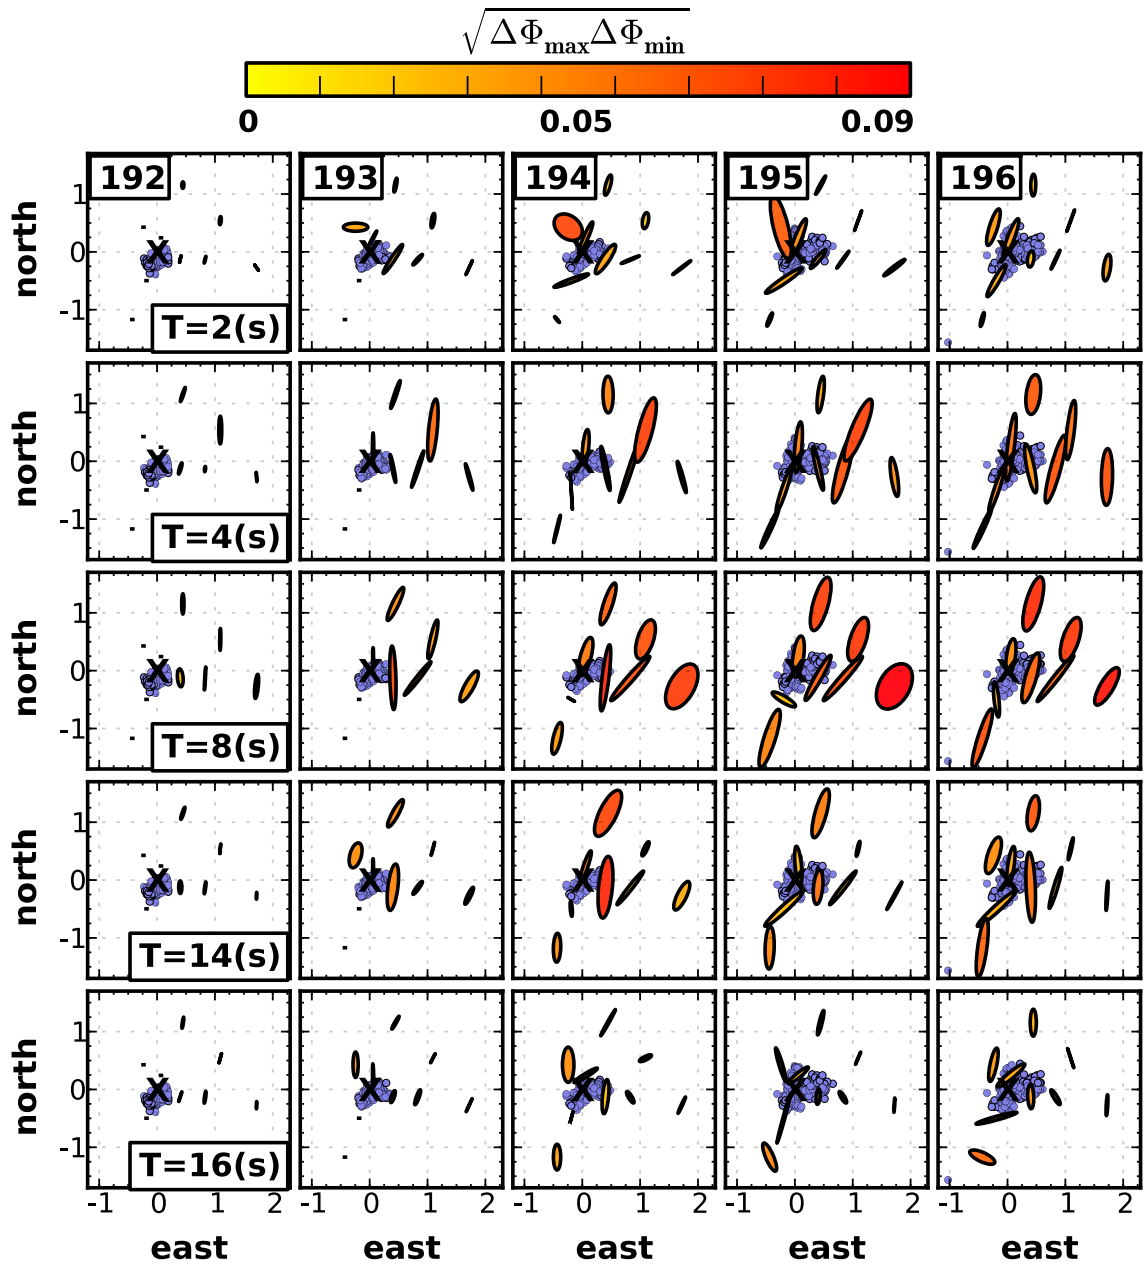 √ΔΦmaxΔΦmin
0 0.05 0.09
192 193 194 195 196
1
north 0
-1
T=2(s)
1
north 0
-1
T=4(s)
1
north 0
-1
T=8(s)
1
north 0
-1
T=14(s)
1
north 0
-1
T=16(s)
-1 0 1 2 -1 0 1 2 -1 0 1 2 -1 0 1 2 -1 0 1 2
east east east east east